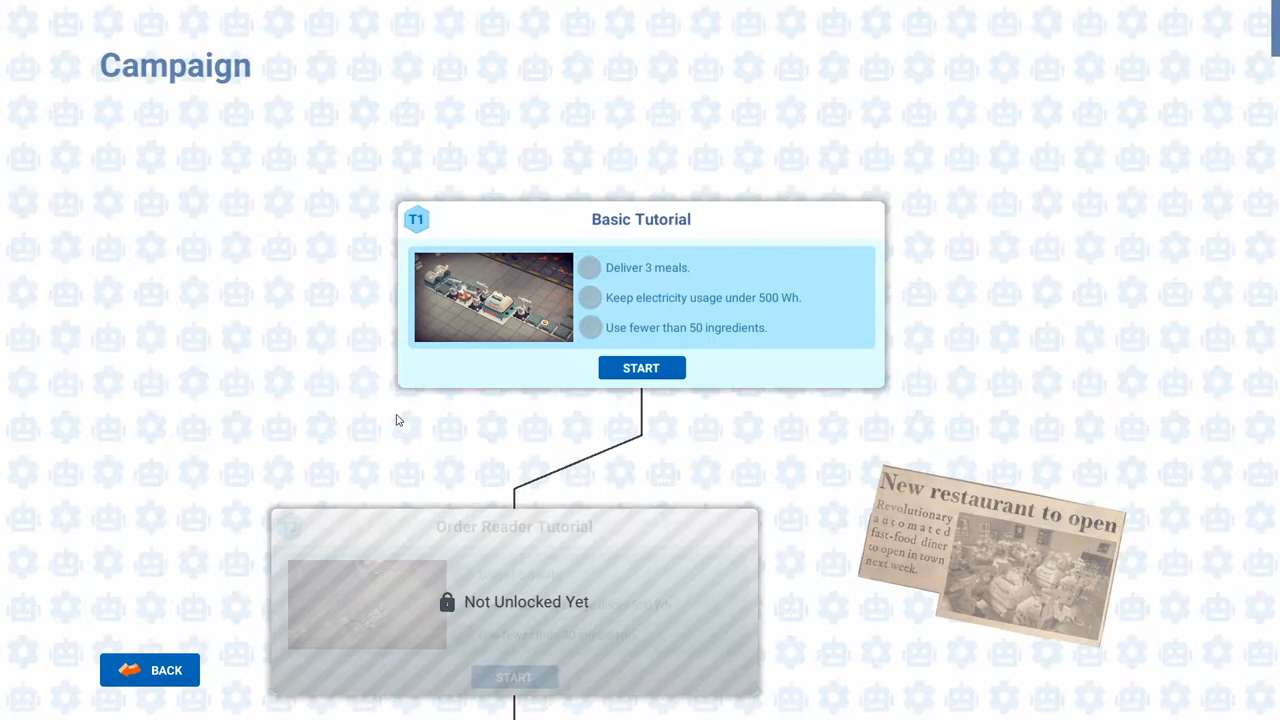 Campaign
T1
Basic Tutorial
Deliver 3 meals.
Keep electricity usage under 500 Wh.
Use fewer than 50 ingredients.
START
New restaurant to open
Revolutionary
automated
fast-food diner
to open in town
next week.
Order Reader Tutorial
Not Unlocked Yet
START
BACK